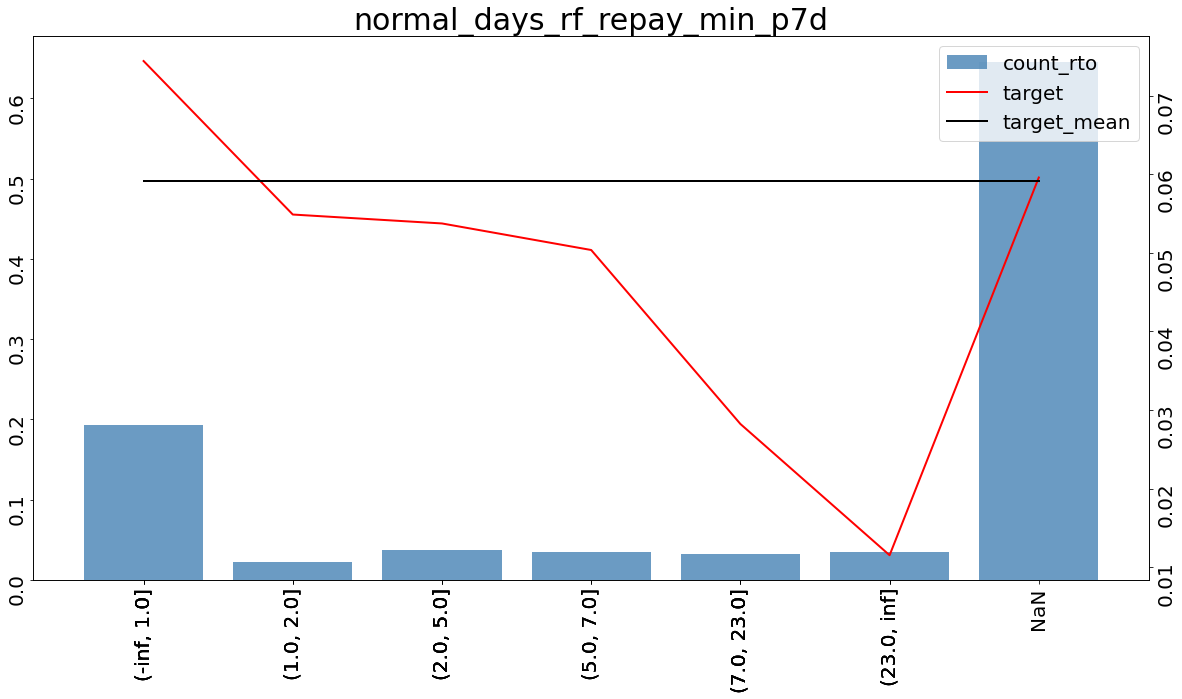 normal_days_rf_repay_min_p7d
count_rto
target
target_mean
0.6
0.5
0.4
0.3
0.2
0.1
0.0
0.07
0.06
0.05
0.04
0.03
0.02
0.01
(-inf, 1.0]
(1.0, 2.0]
(2.0, 5.0]
(5.0, 7.0]
(7.0, 23.0]
(23.0, inf]
NaN